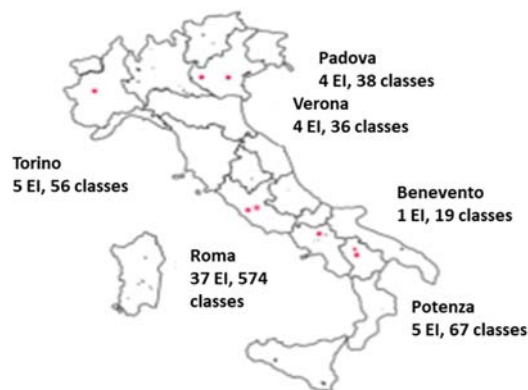 Padova
4 EI, 38 classes
Verona
4 EI, 36 classes
Torino
5 EI, 56 classes
Benevento
1 EI, 19 classes
Roma
37 EI, 574
classes
Potenza
5 EI, 67 classes